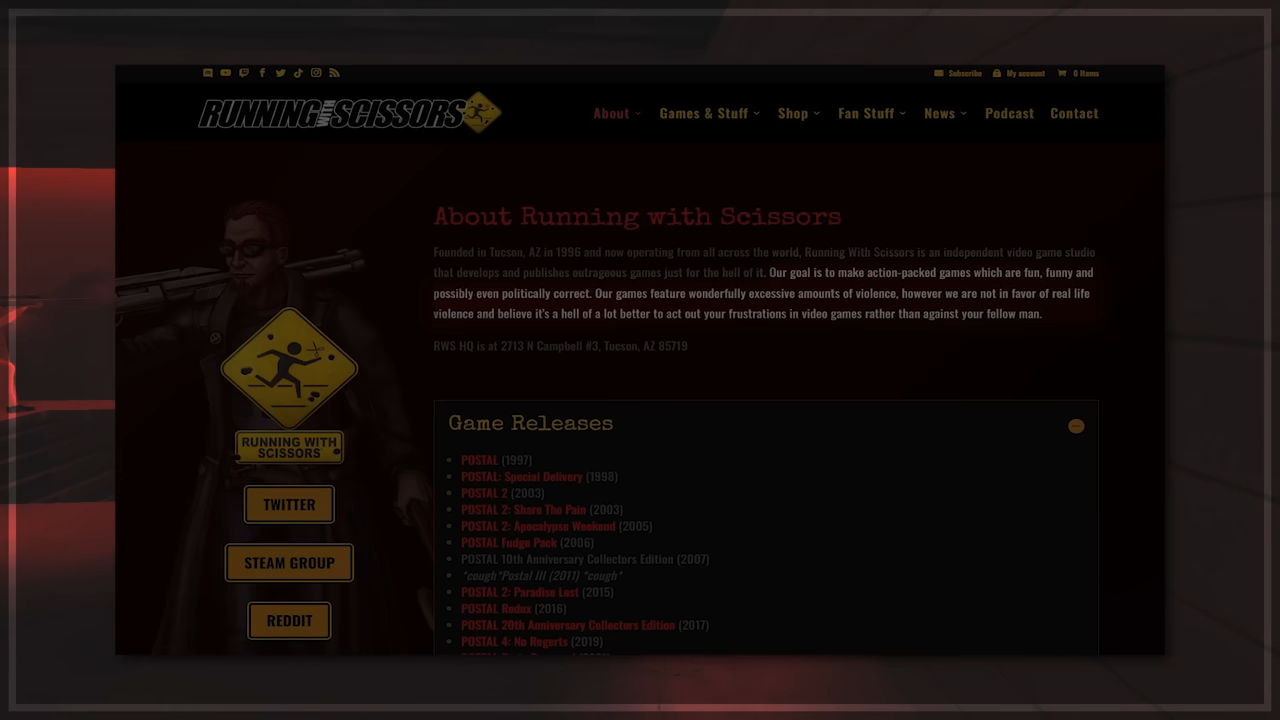 Subscribe My account 0 Items
RUNNING WITH SCISSORS
About Games & Stuff Shop Fan Stuff News Podcast Contact
About Running with Scissors
Founded in Tucson, AZ in 1996 and now operating from all across the world, Running With Scissors is an independent video game studio
that develops and publishes outrageous games just for the hell of it. Our goal is to make action-packed games which are fun, funny and
possibly even politically correct. Our games feature wonderfully excessive amounts of violence, however we are not in favor of real life
violence and believe it's a hell of a lot better to act out your frustrations in video games rather than against your fellow man.
RWS HQ is at 2713 N Campbell #3, Tucson, AZ 85719
RUNNING WITH
SCISSORS
TWITTER
STEAM GROUP
REDDIT
Game Releases
POSTAL (1997)
POSTAL: Special Delivery (1998)
POSTAL 2 (2003)
POSTAL 2: Share The Pain (2003)
POSTAL 2: Apocalypse Weekend (2005)
POSTAL Fudge Pack (2006)
POSTAL 10th Anniversary Collectors Edition (2007)
*cough*Postal III (2011) *cough*
POSTAL 2: Paradise Lost (2015)
POSTAL Redux (2016)
POSTAL 20th Anniversary Collectors Edition (2017)
POSTAL 4: No Regerts (2019)